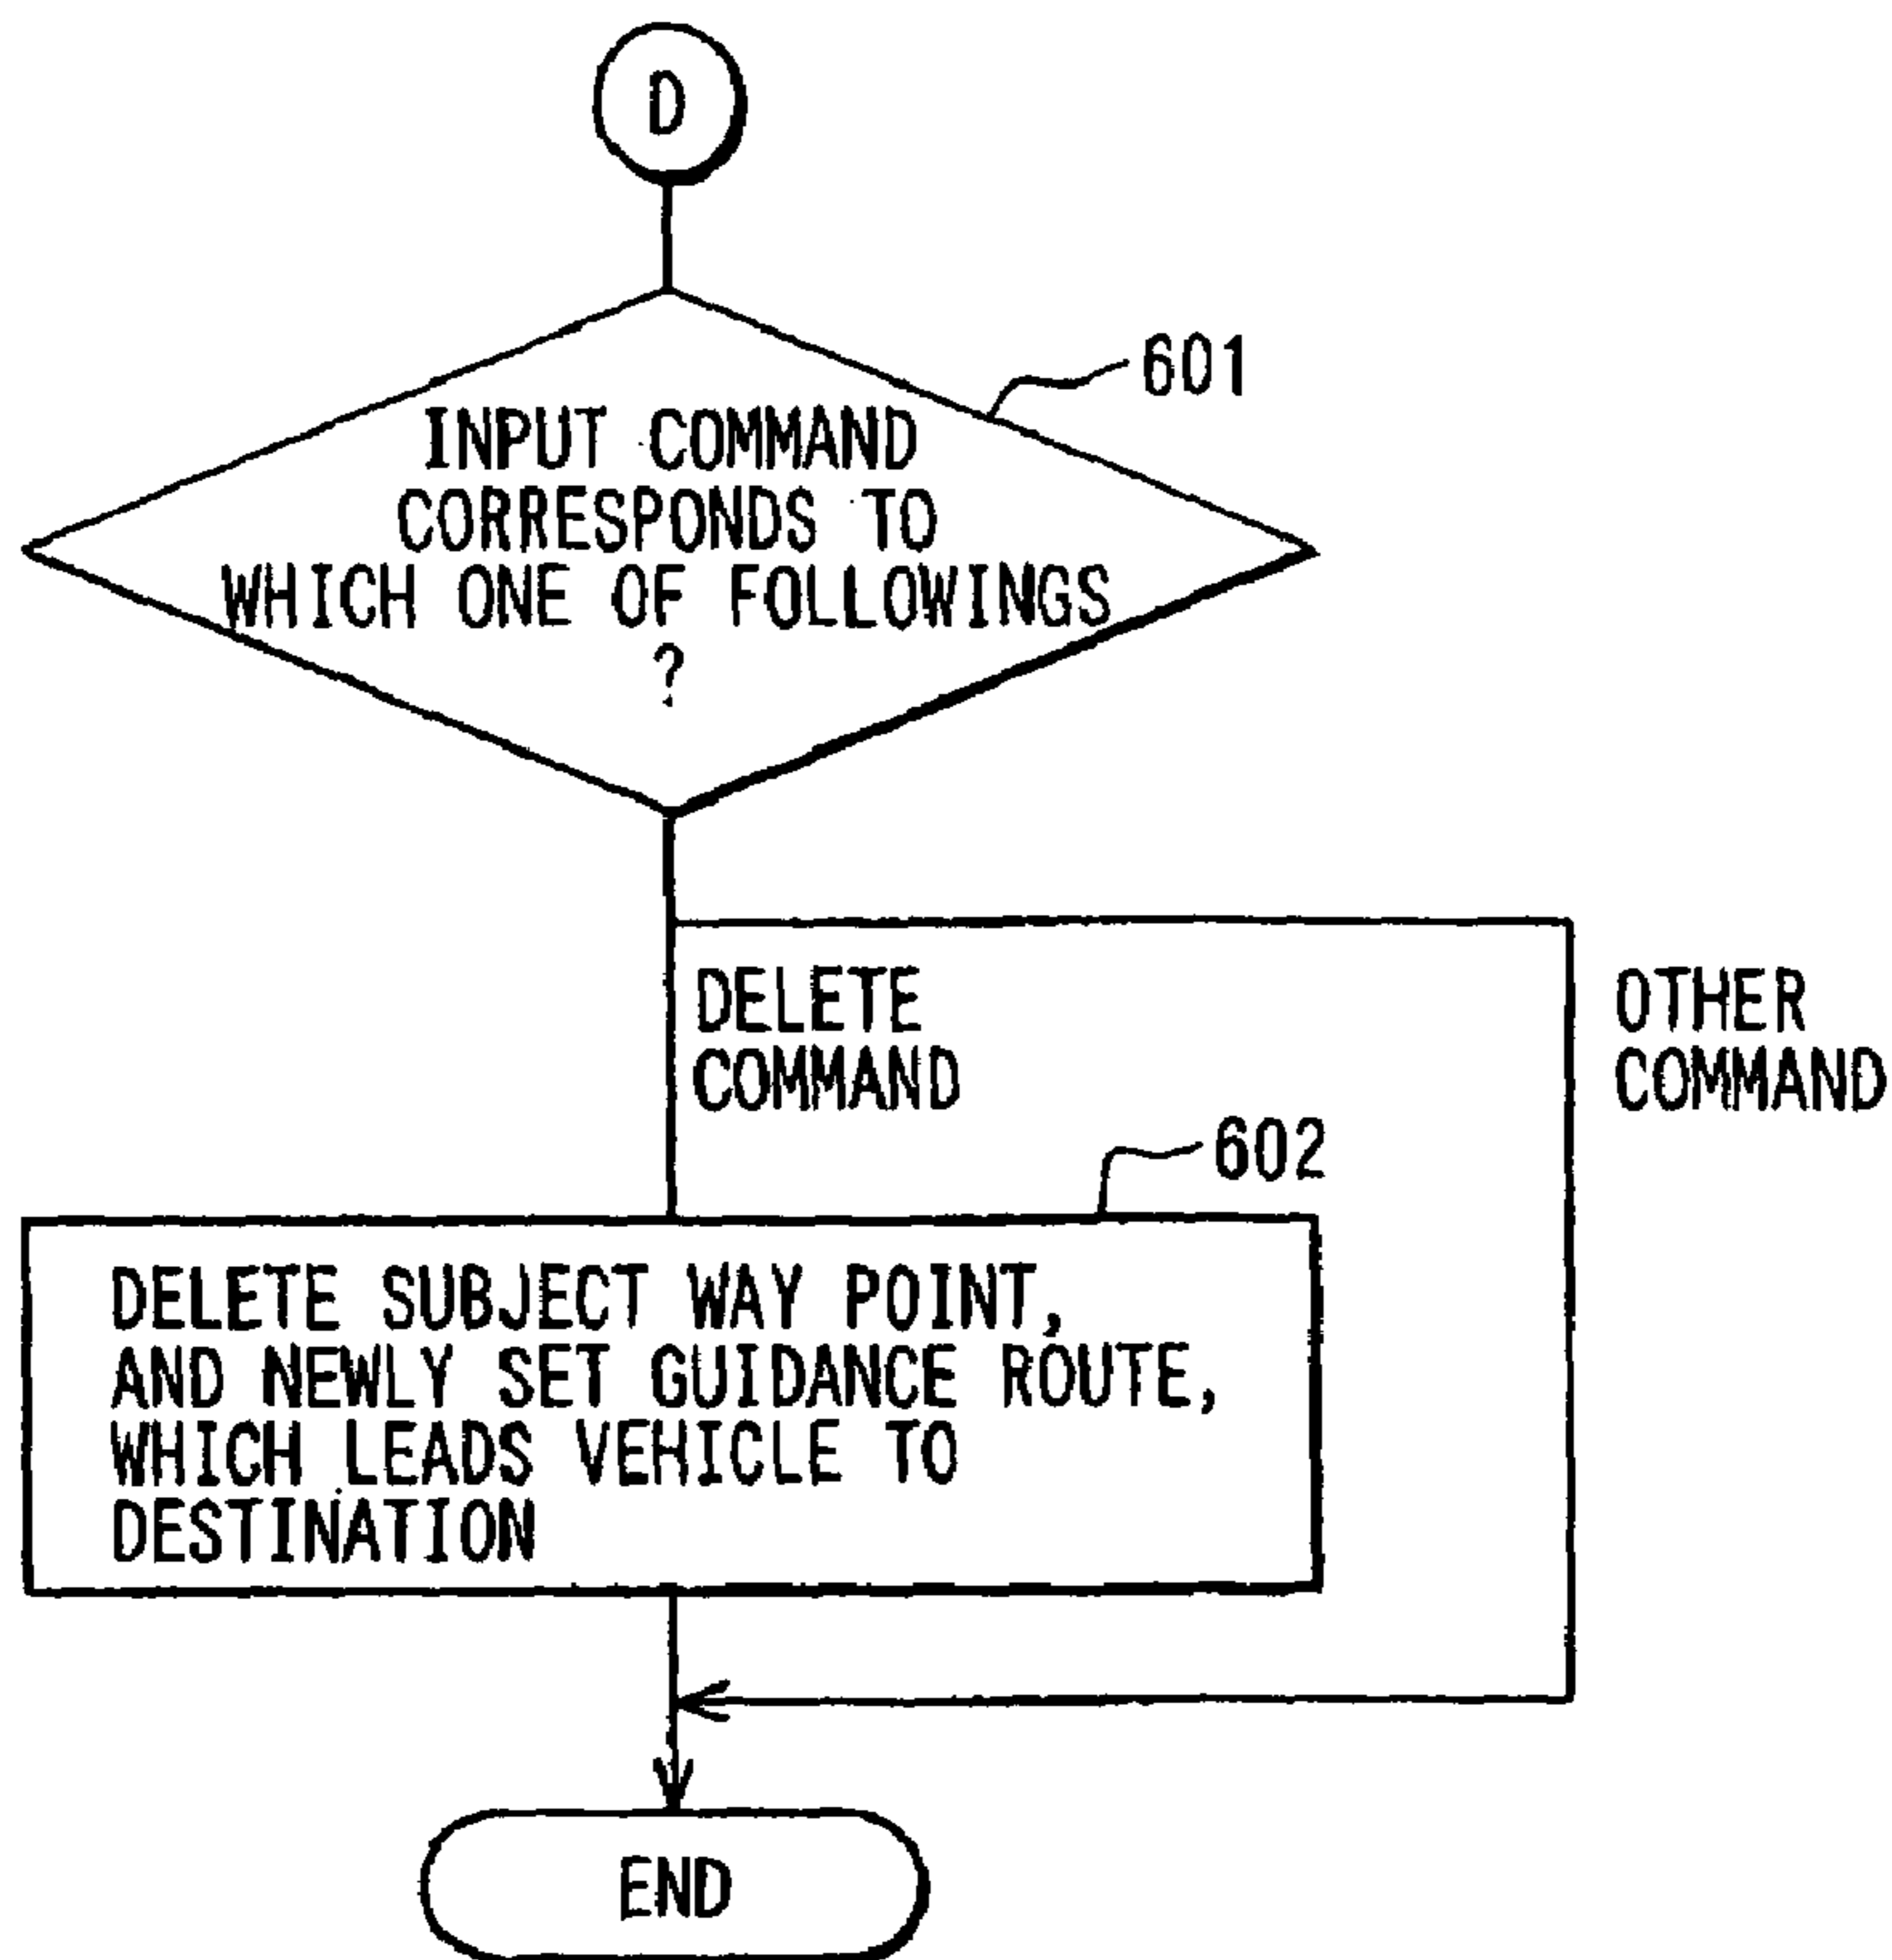 D
601
INPUT COMMAND
CORRESPONDS TO
WHICH ONE OF FOLLOWINGS
?
DELETE
COMMAND
OTHER
COMMAND
602
DELETE SUBJECT WAY POINT,
AND NEWLY SET GUIDANCE ROUTE,
WHICH LEADS VEHICLE TO
DESTINATION
END